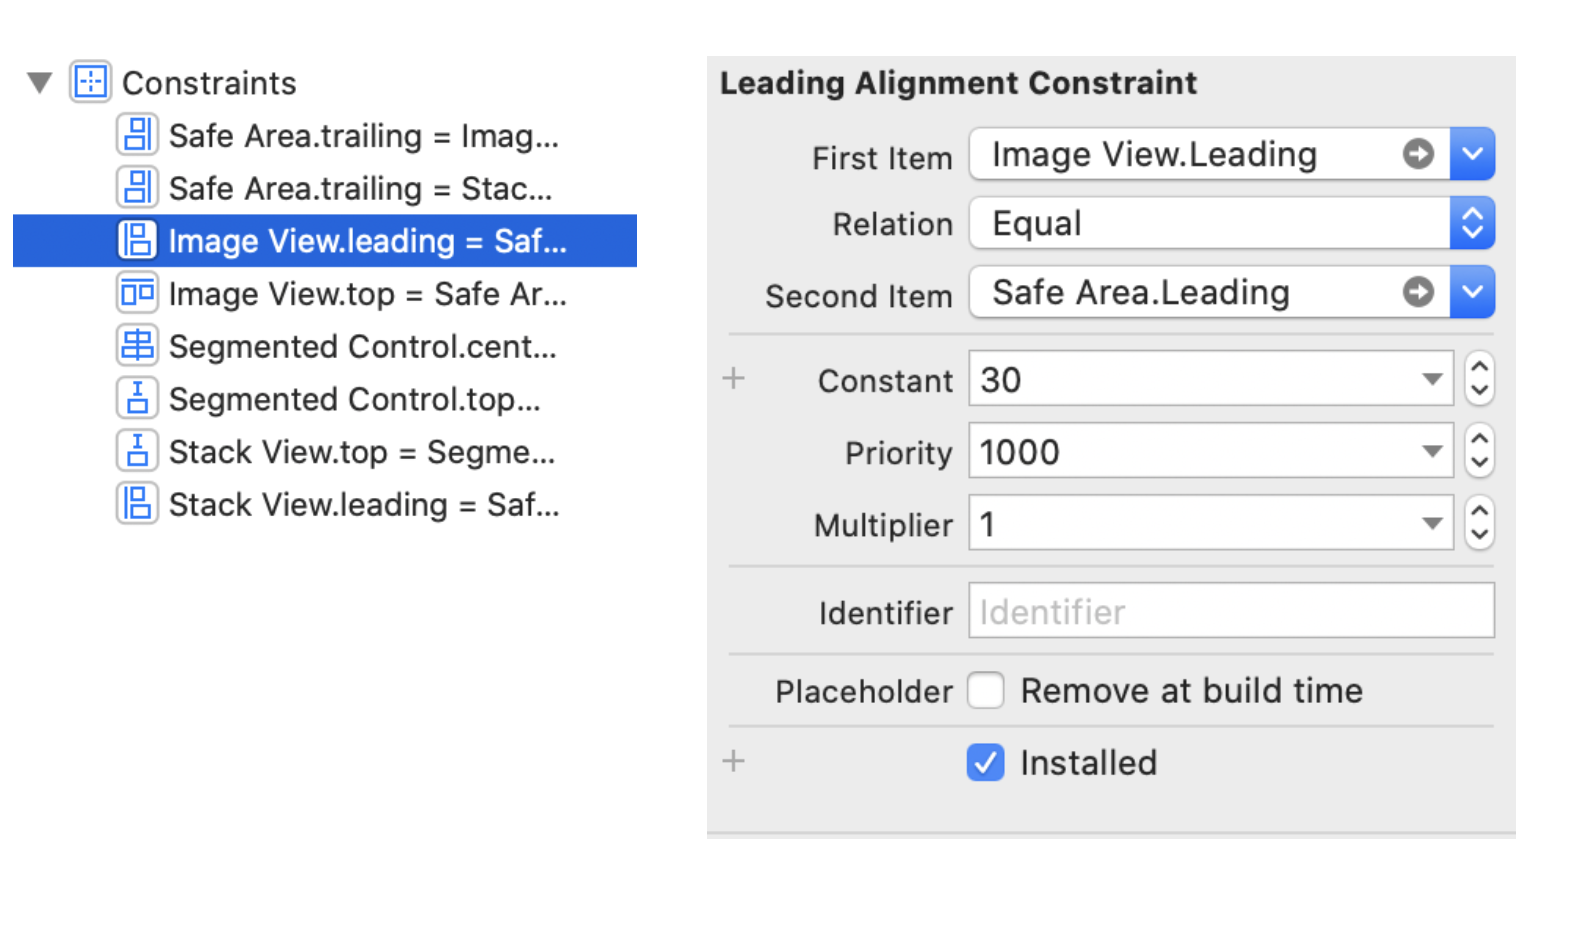 Constraints
Safe Area.trailing = Imag...
Safe Area.trailing = Stac...
Image View.leading = Saf...
Image View.top = Safe Ar...
Segmented Control.cent...
Segmented Control.top...
Stack View.top = Segme...
Stack View.leading = Saf...
Leading Alignment Constraint
First Item Image View.Leading
Relation Equal
Second Item Safe Area.Leading
+ Constant 30
Priority 1000
Multiplier 1
Identifier Identifier
Placeholder Remove at build time
+ Installed